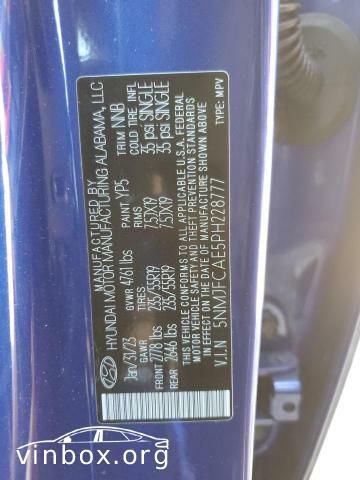 MANUFACTURED BY
HYUNDAI MOTOR MANUFACTURING ALABAMA, LLC
Jan/31/23 PAINT YP5 TRIM NNB
GVWR 4761 lbs
GAWR TIRES RIMS COLD TIRE INFL
FRONT 2778 lbs 235/55R19 7.5JX19 35 psi SINGLE
REAR 2646 lbs 235/55R19 7.5JX19 35 psi SINGLE
THIS VEHICLE CONFORMS TO ALL APPLICABLE U.S.A. FEDERAL
MOTOR VEHICLE SAFETY AND THEFT PREVENTION STANDARDS
IN EFFECT ON THE DATE OF MANUFACTURE SHOWN ABOVE
V.I.N 5NMJFCAE5PH228777 TYPE: MPV
vinbox.org